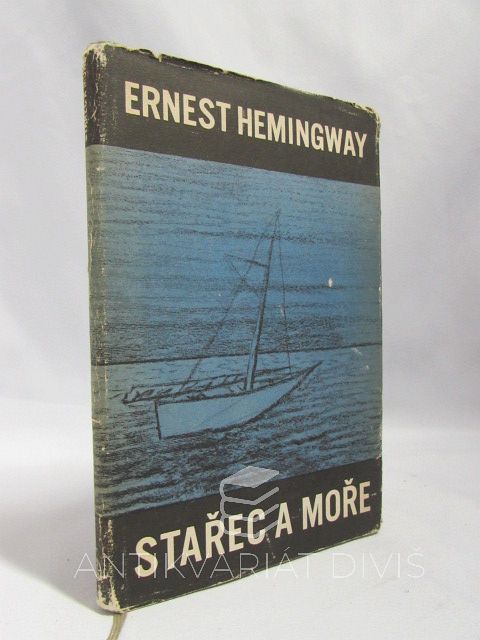 ERNEST HEMINGWAY
STAŘEC A MOŘE
ANTIKVARIÁT DIVIŠ